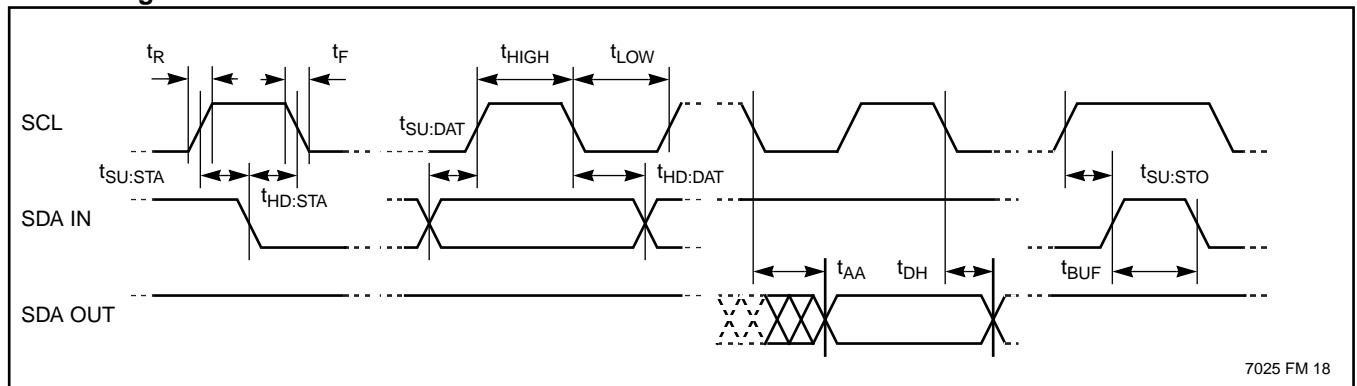 tR
tF
tHIGH
tLOW
SCL
tSU:DAT
tSU:STA
tHD:STA
tHD:DAT
tSU:STO
SDA IN
tAA
tDH
tBUF
SDA OUT
7025 FM 18